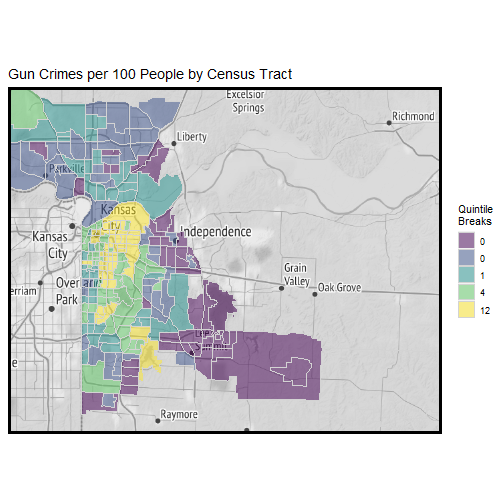 Gun Crimes per 100 People by Census Tract
Excelsior
Springs
Richmond
Liberty
Parkville
Kansas
City
Kansas
City
Independence
Grain
Valley
Oak Grove
erriam
Park
Raymore
e
Quintile
Breaks
0
0
1
4
12